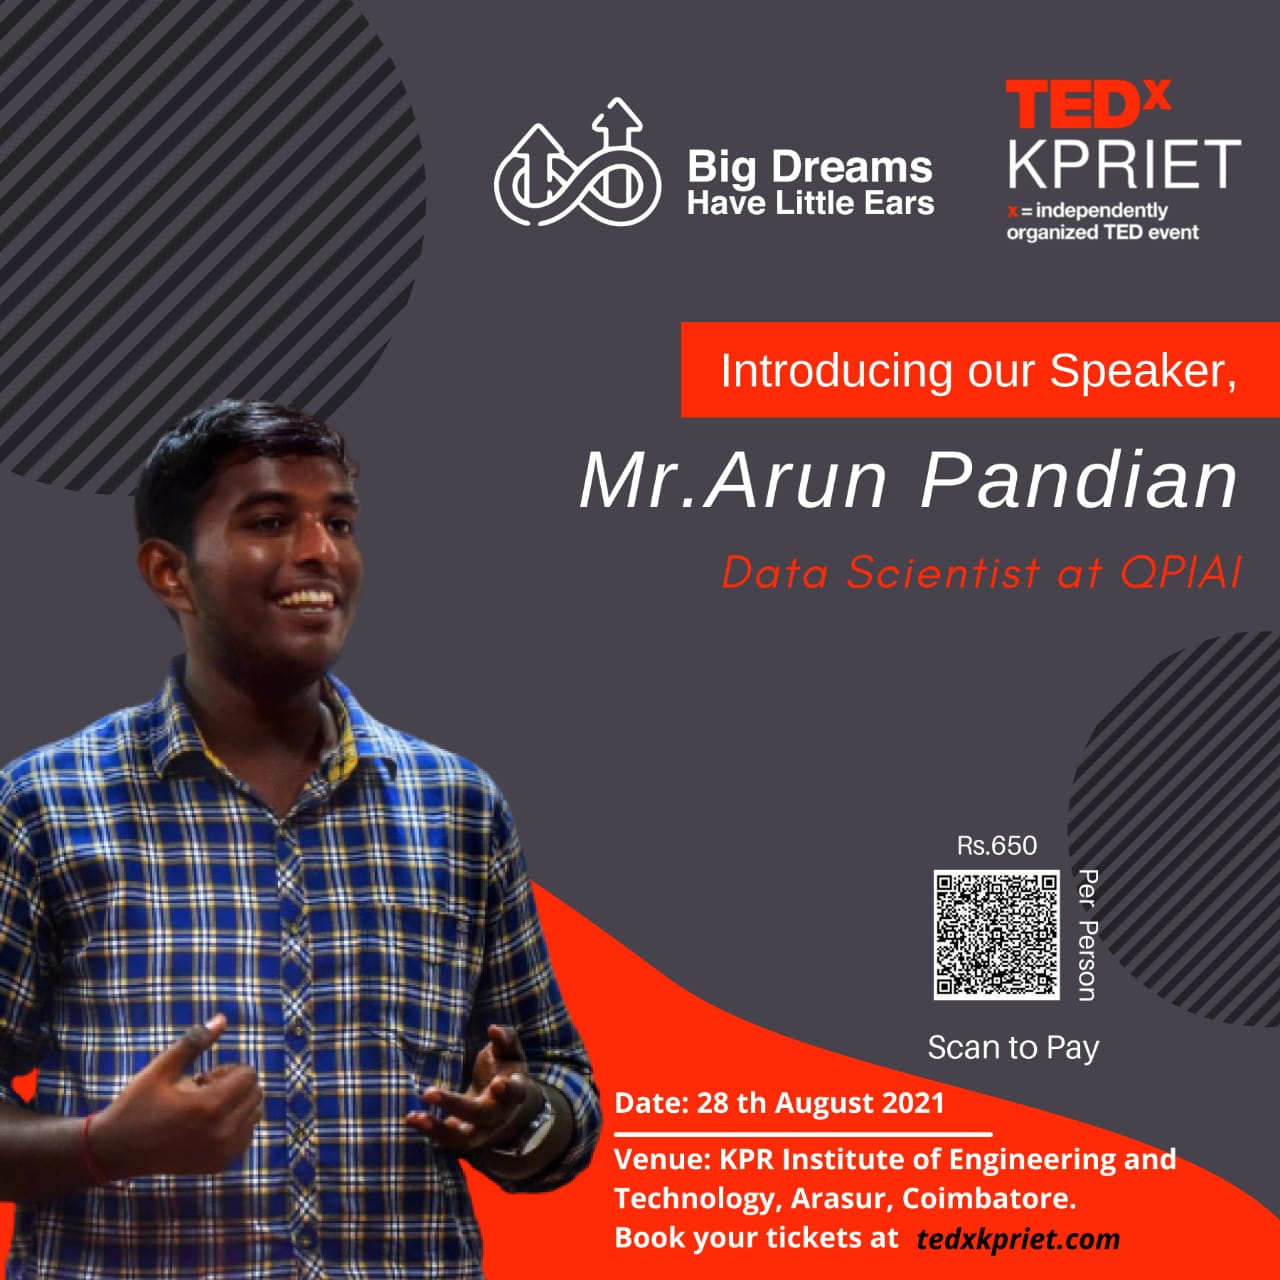 Big Dreams
Have Little Ears
TEDx
KPRIET
x = independently
organized TED event
Introducing our Speaker,
Mr.Arun Pandian
Data Scientist at QPIAI
Rs.650
Per Person
Scan to Pay
Date: 28 th August 2021
Venue: KPR Institute of Engineering and
Technology, Arasur, Coimbatore.
Book your tickets at tedxkpriet.com